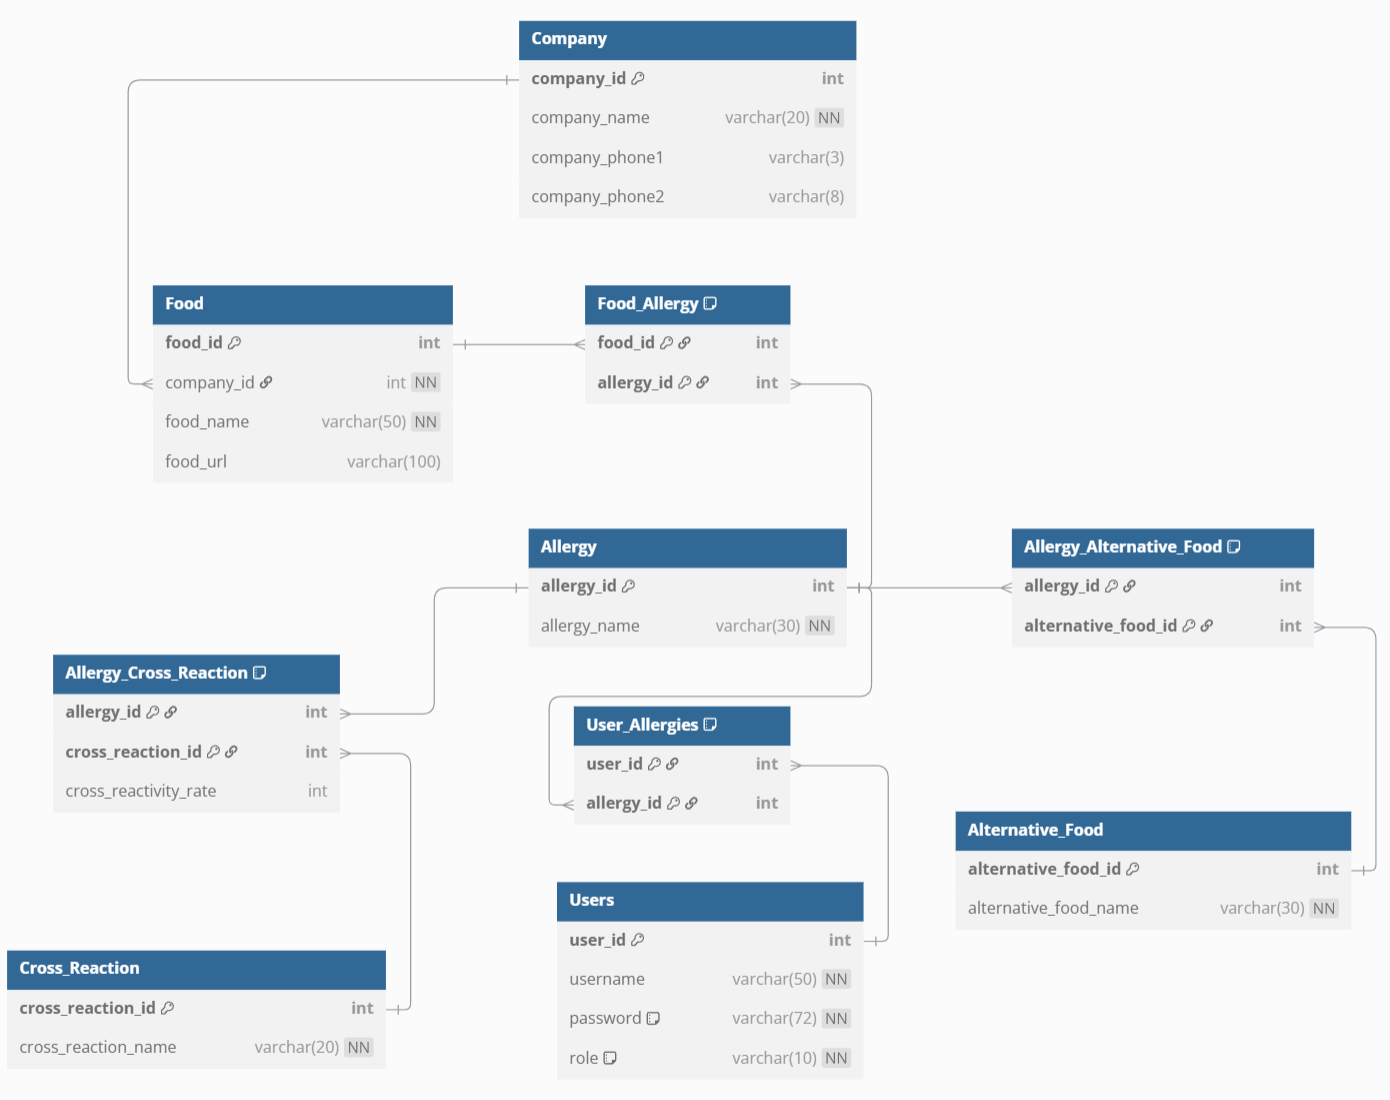 Company
company_id int
company_name varchar(20) NN
company_phone1 varchar(3)
company_phone2 varchar(8)
Food
food_id int
company_id int NN
food_name varchar(50) NN
food_url varchar(100)
Food_Allergy
food_id int
allergy_id int
Allergy
allergy_id int
allergy_name varchar(30) NN
Allergy_Alternative_Food
allergy_id int
alternative_food_id int
Allergy_Cross_Reaction
allergy_id int
cross_reaction_id int
cross_reactivity_rate int
User_Allergies
user_id int
allergy_id int
Alternative_Food
alternative_food_id int
alternative_food_name varchar(30) NN
Users
user_id int
username varchar(50) NN
password varchar(72) NN
role varchar(10) NN
Cross_Reaction
cross_reaction_id int
cross_reaction_name varchar(20) NN